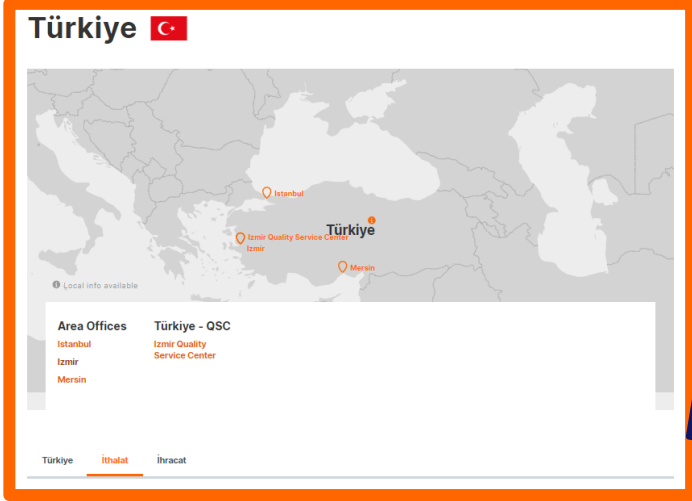 Türkiye
Istanbul
Türkiye
Izmir Quality Service Center
Izmir
Mersin
Local info available
Area Offices
Istanbul
Izmir
Mersin
Türkiye - QSC
Izmir Quality
Service Center
Türkiye İthalat İhracat